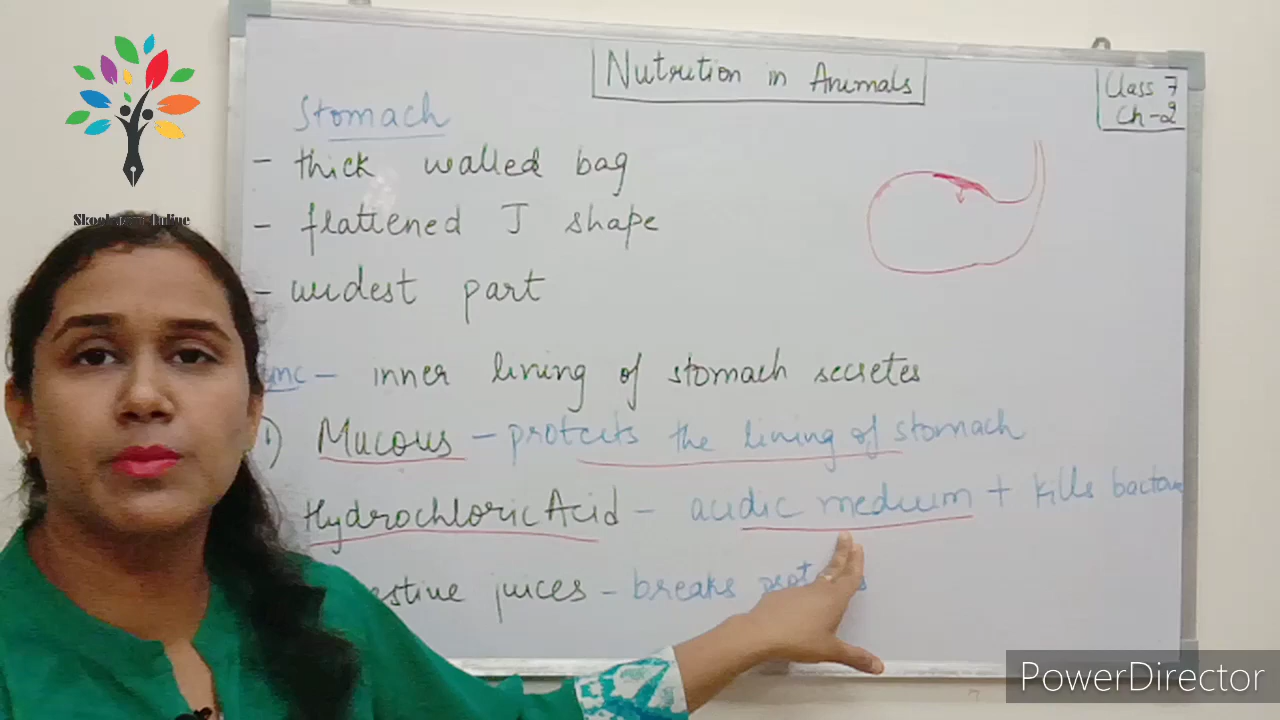 Nutrition in Animals
Class 7
Ch-2
Stomach
- thick walled bag
- flattened J shape
- widest part
- inner lining of stomach secretes
1) Mucous - protects the lining of stomach
Hydrochloric Acid - acidic medium + kills
juices - breaks
PowerDirector